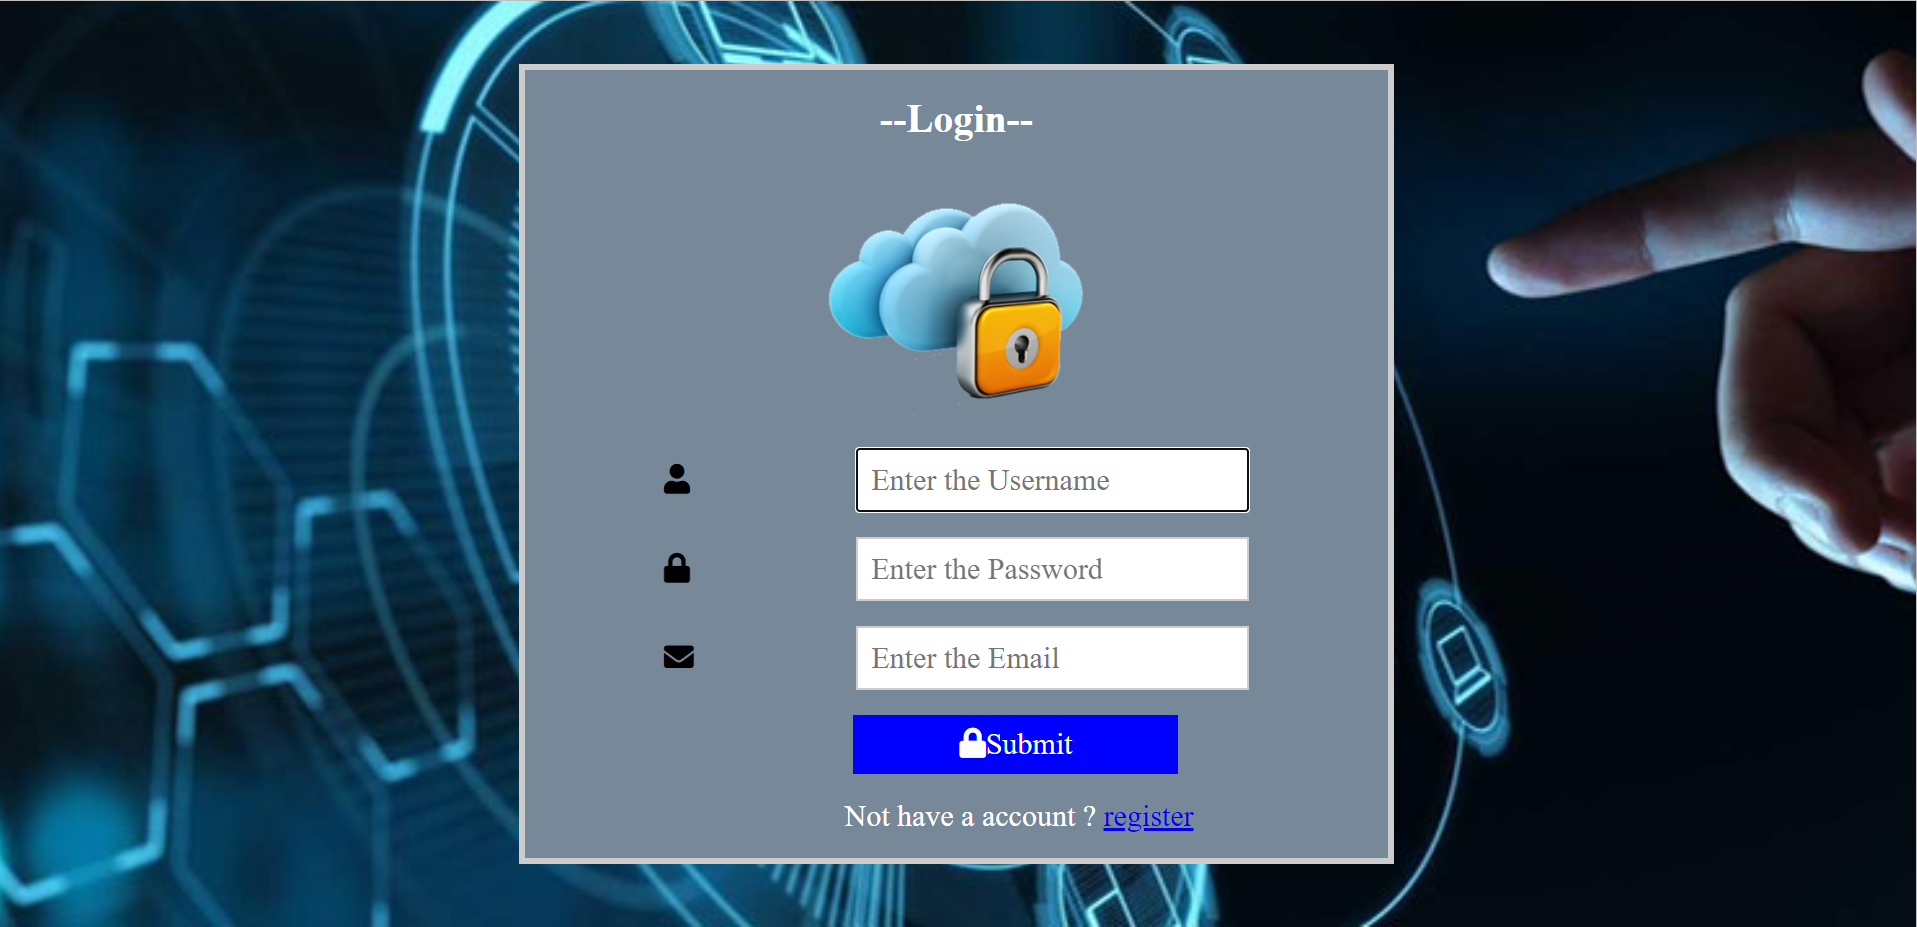 --Login--
Enter the Username
Enter the Password
Enter the Email
Submit
Not have a account ? register